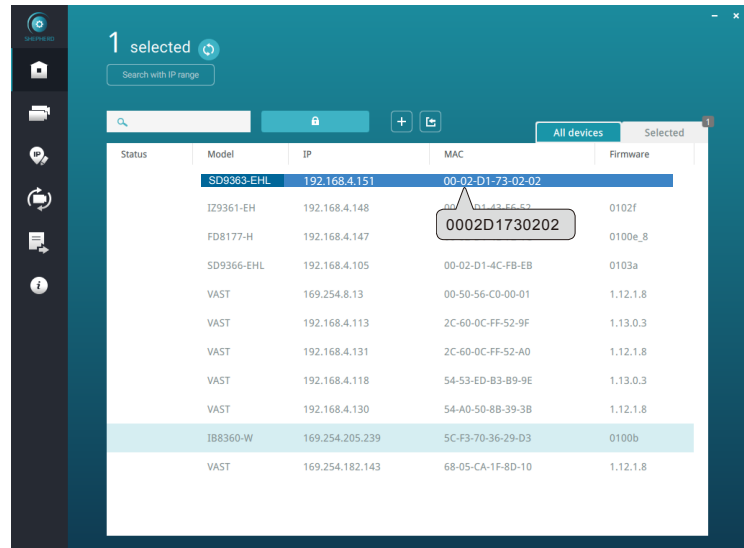 SHEPHERD
1 selected
Search with IP range
All devices Selected 1
Status Model IP MAC Firmware
SD9363-EHL 192.168.4.151 00-02-D1-73-02-02
IZ9361-EH 192.168.4.148 0102f
0002D1730202
FD8177-H 192.168.4.147 0100e_8
SD9366-EHL 192.168.4.105 00-02-D1-4C-FB-EB 0103a
VAST 169.254.8.13 00-50-56-C0-00-01 1.12.1.8
VAST 192.168.4.113 2C-60-0C-FF-52-9F 1.13.0.3
VAST 192.168.4.131 2C-60-0C-FF-52-A0 1.12.1.8
VAST 192.168.4.118 54-53-ED-B3-B9-9E 1.13.0.3
VAST 192.168.4.130 54-A0-50-8B-39-3B 1.12.1.8
IB8360-W 169.254.205.239 5C-F3-70-36-29-D3 0100b
VAST 169.254.182.143 68-05-CA-1F-8D-10 1.12.1.8